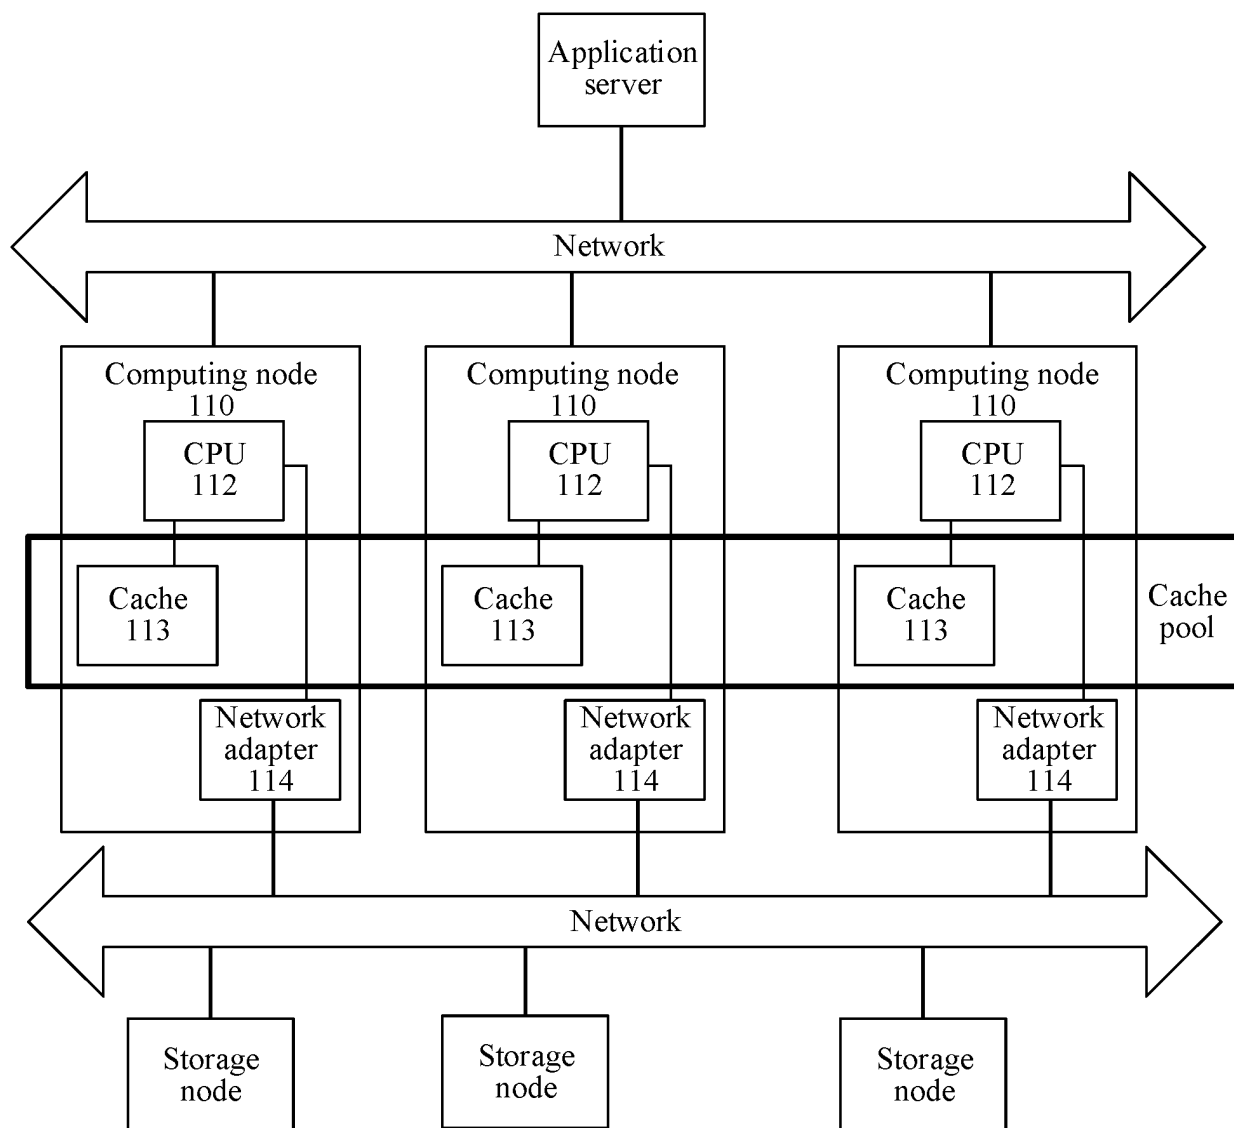 Application
server
Network
Computing node
110
CPU
112
Cache
113
Network
adapter
114
Computing node
110
CPU
112
Cache
113
Network
adapter
114
Computing node
110
CPU
112
Cache
113
Network
adapter
114
Cache
pool
Network
Storage
node
Storage
node
Storage
node